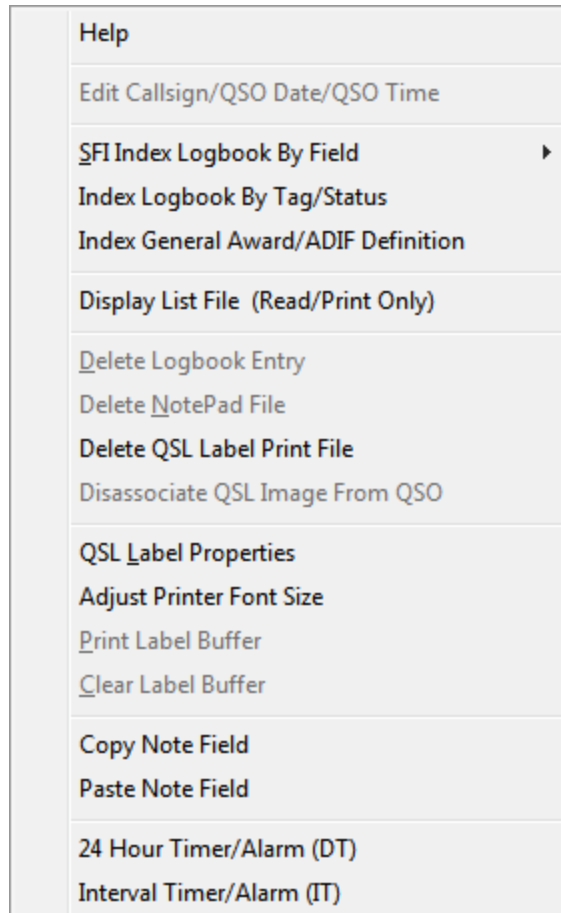 Help
Edit Callsign/QSO Date/QSO Time
SFI Index Logbook By Field
Index Logbook By Tag/Status
Index General Award/ADIF Definition
Display List File  (Read/Print Only)
Delete Logbook Entry
Delete NotePad File
Delete QSL Label Print File
Disassociate QSL Image From QSO
QSL Label Properties
Adjust Printer Font Size
Print Label Buffer
Clear Label Buffer
Copy Note Field
Paste Note Field
24 Hour Timer/Alarm (DT)
Interval Timer/Alarm (IT)